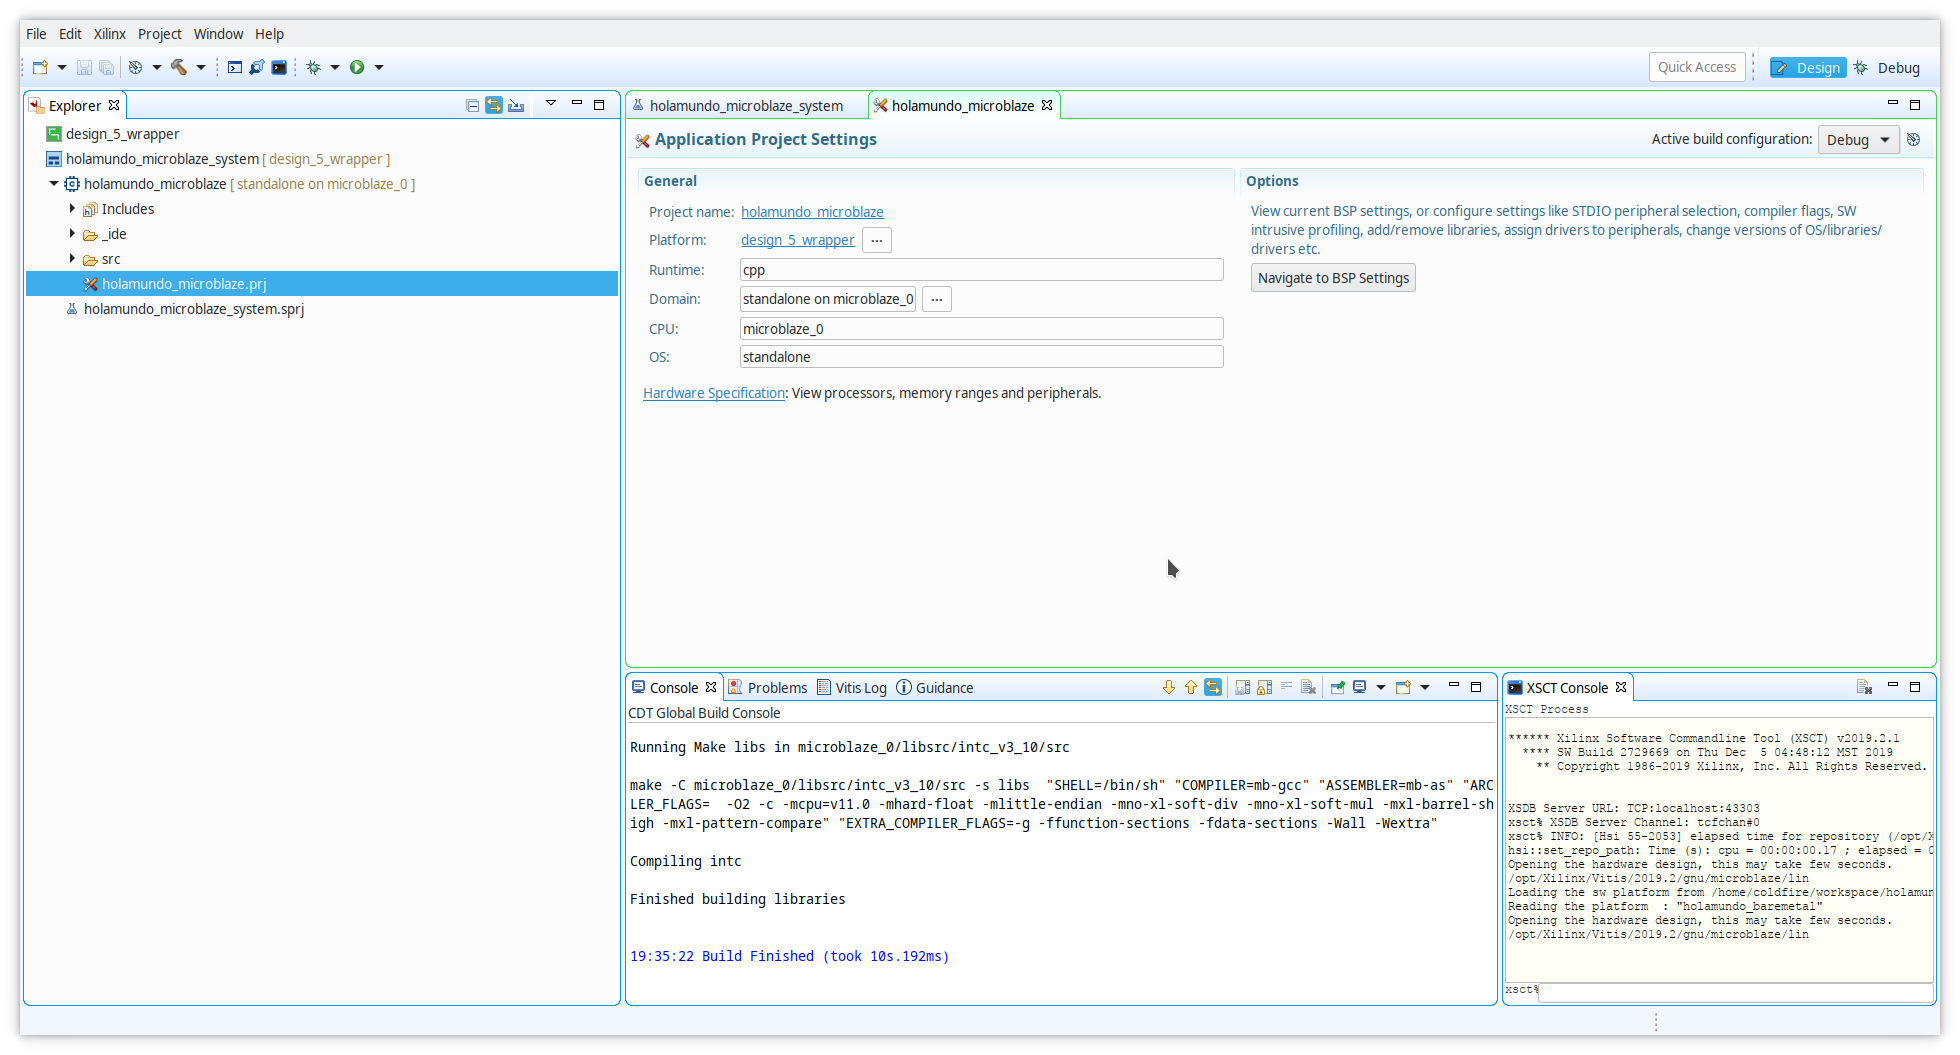 File Edit Xilinx Project Window Help
Quick Access
Design
Debug
Explorer
design_5_wrapper
holamundo_microblaze_system [ design_5_wrapper ]
holamundo_microblaze [ standalone on microblaze_0 ]
Includes
_ide
src
holamundo_microblaze.prj
holamundo_microblaze_system.sprj
holamundo_microblaze_system
holamundo_microblaze
Application Project Settings
Active build configuration: Debug
General
Project name: holamundo_microblaze
Platform: design_5_wrapper ...
Runtime: cpp
Domain: standalone on microblaze_0 ...
CPU: microblaze_0
OS: standalone
Hardware Specification: View processors, memory ranges and peripherals.
Options
View current BSP settings, or configure settings like STDIO peripheral selection, compiler flags, SW
intrusive profiling, add/remove libraries, assign drivers to peripherals, change versions of OS/libraries/
drivers etc.
Navigate to BSP Settings
Console Problems Vitis Log Guidance
CDT Global Build Console
Running Make libs in microblaze_0/libsrc/intc_v3_10/src
make -C microblaze_0/libsrc/intc_v3_10/src -s libs "SHELL=/bin/sh" "COMPILER=mb-gcc" "ASSEMBLER=mb-as" "ARC
LER_FLAGS= -O2 -c -mcpu=v11.0 -mhard-float -mlittle-endian -mno-xl-soft-div -mno-xl-soft-mul -mxl-barrel-sh
igh -mxl-pattern-compare" "EXTRA_COMPILER_FLAGS=-g -ffunction-sections -fdata-sections -Wall -Wextra"
Compiling intc
Finished building libraries
19:35:22 Build Finished (took 10s.192ms)
XSCT Console
XSCT Process
****** Xilinx Software Commandline Tool (XSCT) v2019.2.1
**** SW Build 2729669 on Thu Dec 5 04:48:12 MST 2019
** Copyright 1986-2019 Xilinx, Inc. All Rights Reserved.
XSDB Server URL: TCP:localhost:43303
xsct% XSDB Server Channel: tcfchan#0
xsct% INFO: [Hsi 55-2053] elapsed time for repository (/opt/X
hsi::set_repo_path: Time (s): cpu = 00:00:00.17 ; elapsed = 0
Opening the hardware design, this may take few seconds.
/opt/Xilinx/Vitis/2019.2/gnu/microblaze/lin
Loading the sw platform from /home/coldfire/workspace/holamun
Reading the platform : "holamundo_baremetal"
Opening the hardware design, this may take few seconds.
/opt/Xilinx/Vitis/2019.2/gnu/microblaze/lin
xsct%